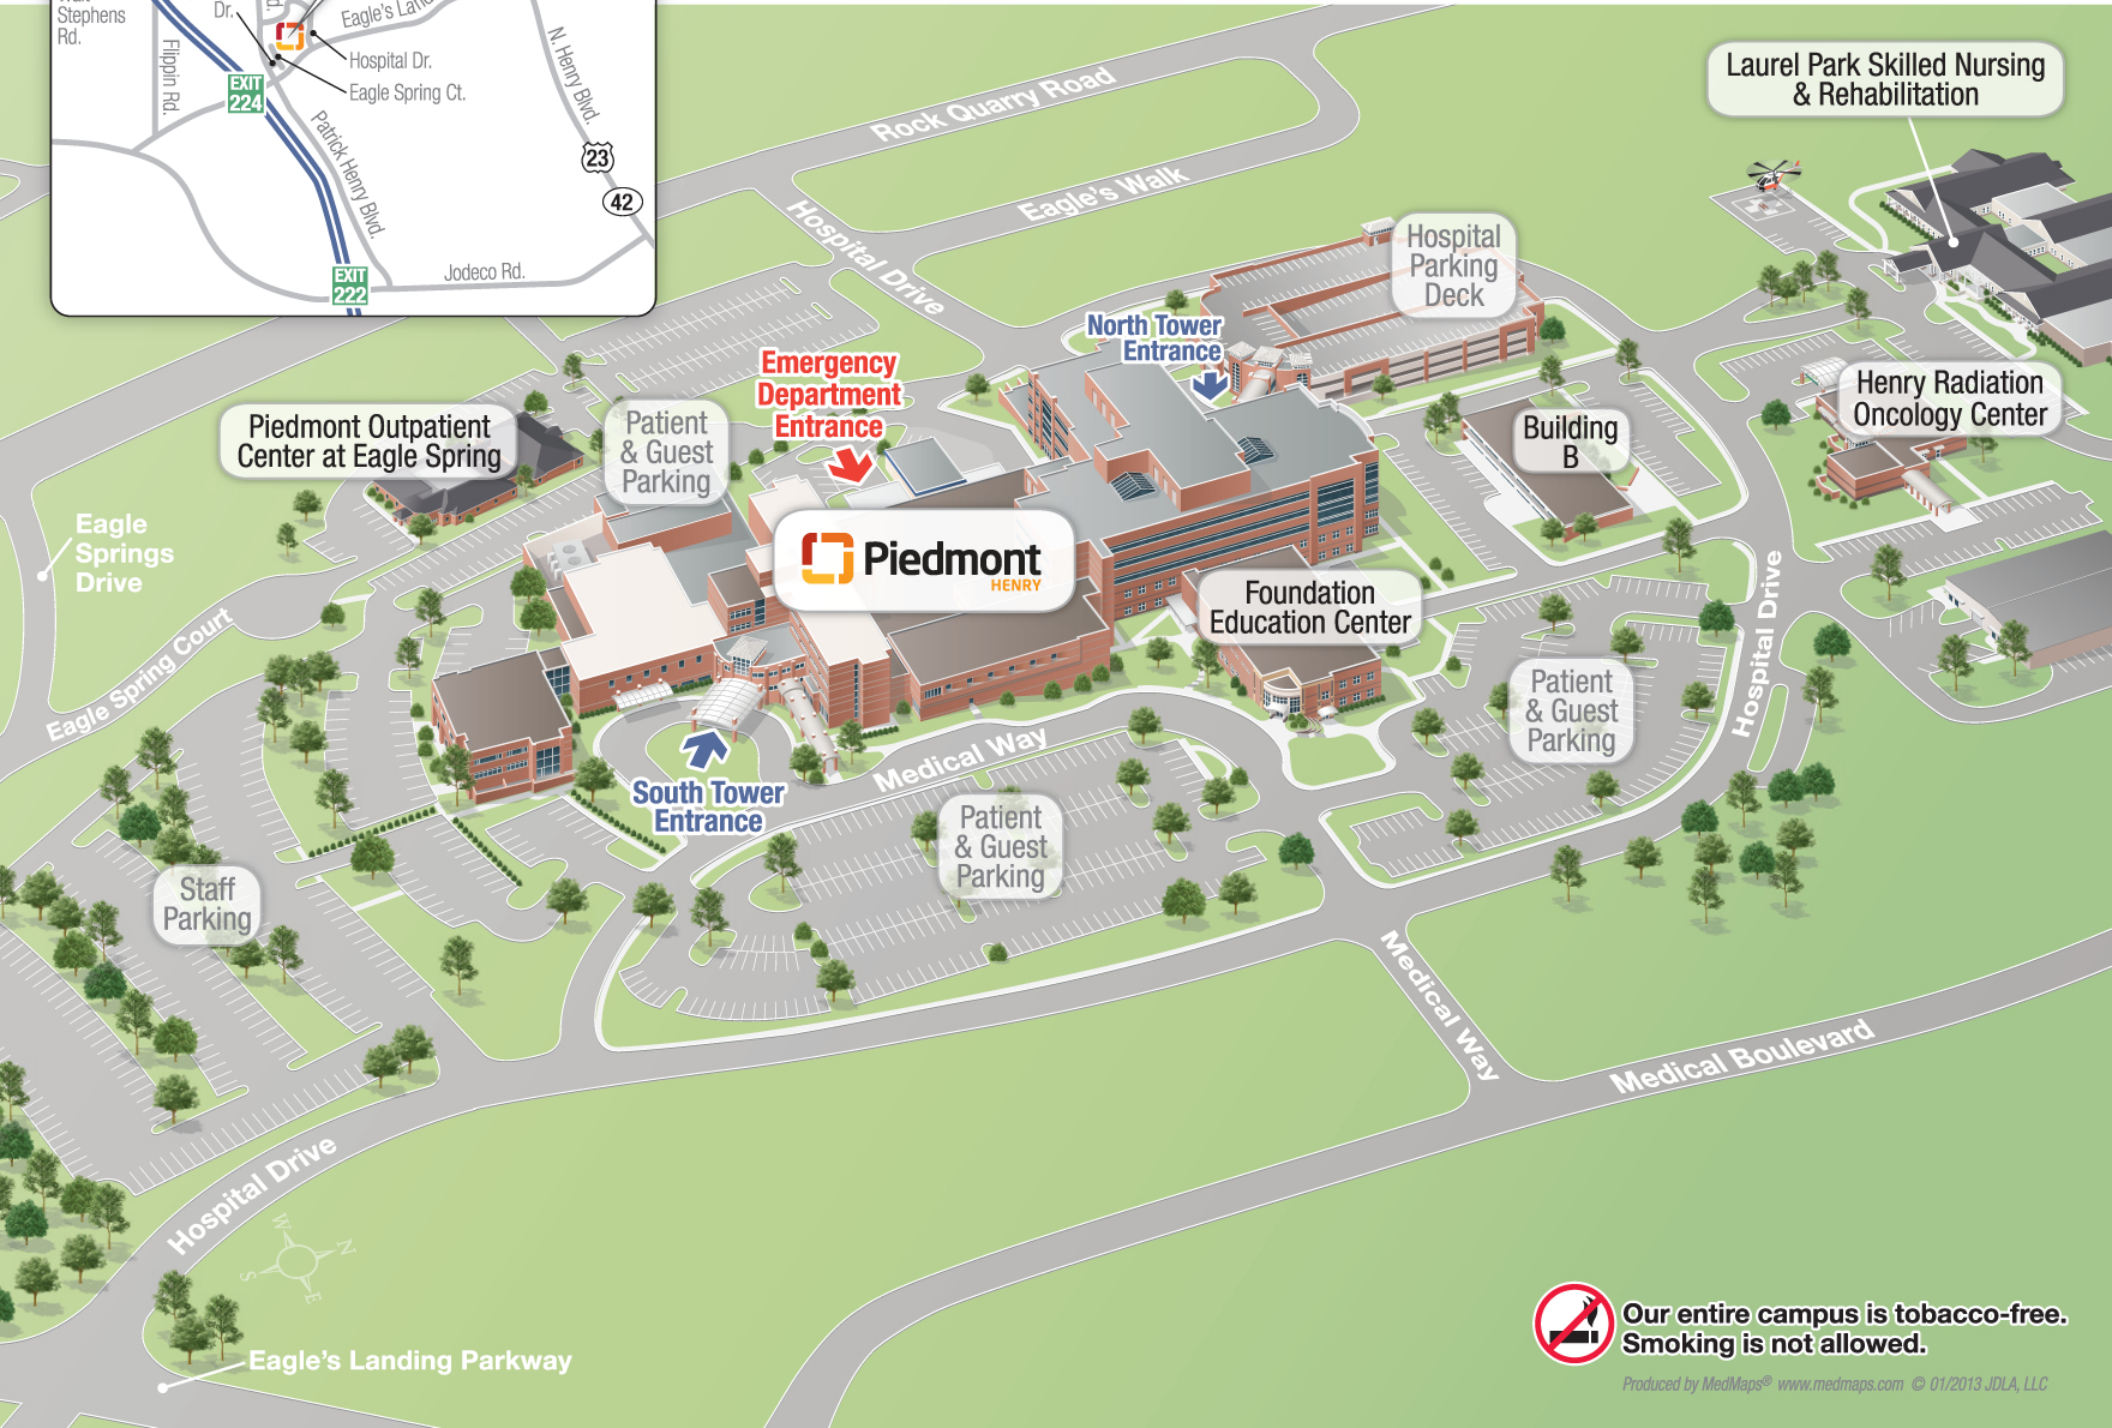 Stephens
Rd.
Dr.
Eagle's
Flippin Rd.
Hospital Dr.
Eagle Spring Ct.
EXIT
224
Patrick Henry Blvd.
N. Henry Blvd.
23
42
EXIT
222
Jodeco Rd.
Rock Quarry Road
Eagle's Walk
Hospital Drive
Laurel Park Skilled Nursing
& Rehabilitation
Hospital
Parking
Deck
North Tower
Entrance
Emergency
Department
Entrance
Piedmont Outpatient
Center at Eagle Spring
Patient
& Guest
Parking
Henry Radiation
Oncology Center
Building
B
Eagle
Springs
Drive
Piedmont
HENRY
Foundation
Education Center
Eagle Spring Court
Hospital Drive
Patient
& Guest
Parking
Medical Way
South Tower
Entrance
Patient
& Guest
Parking
Staff
Parking
Medical Way
Medical Boulevard
Hospital Drive
W
N
S
E
Eagle's Landing Parkway
Our entire campus is tobacco-free.
Smoking is not allowed.
Produced by MedMaps® www.medmaps.com © 01/2013 JDLA, LLC